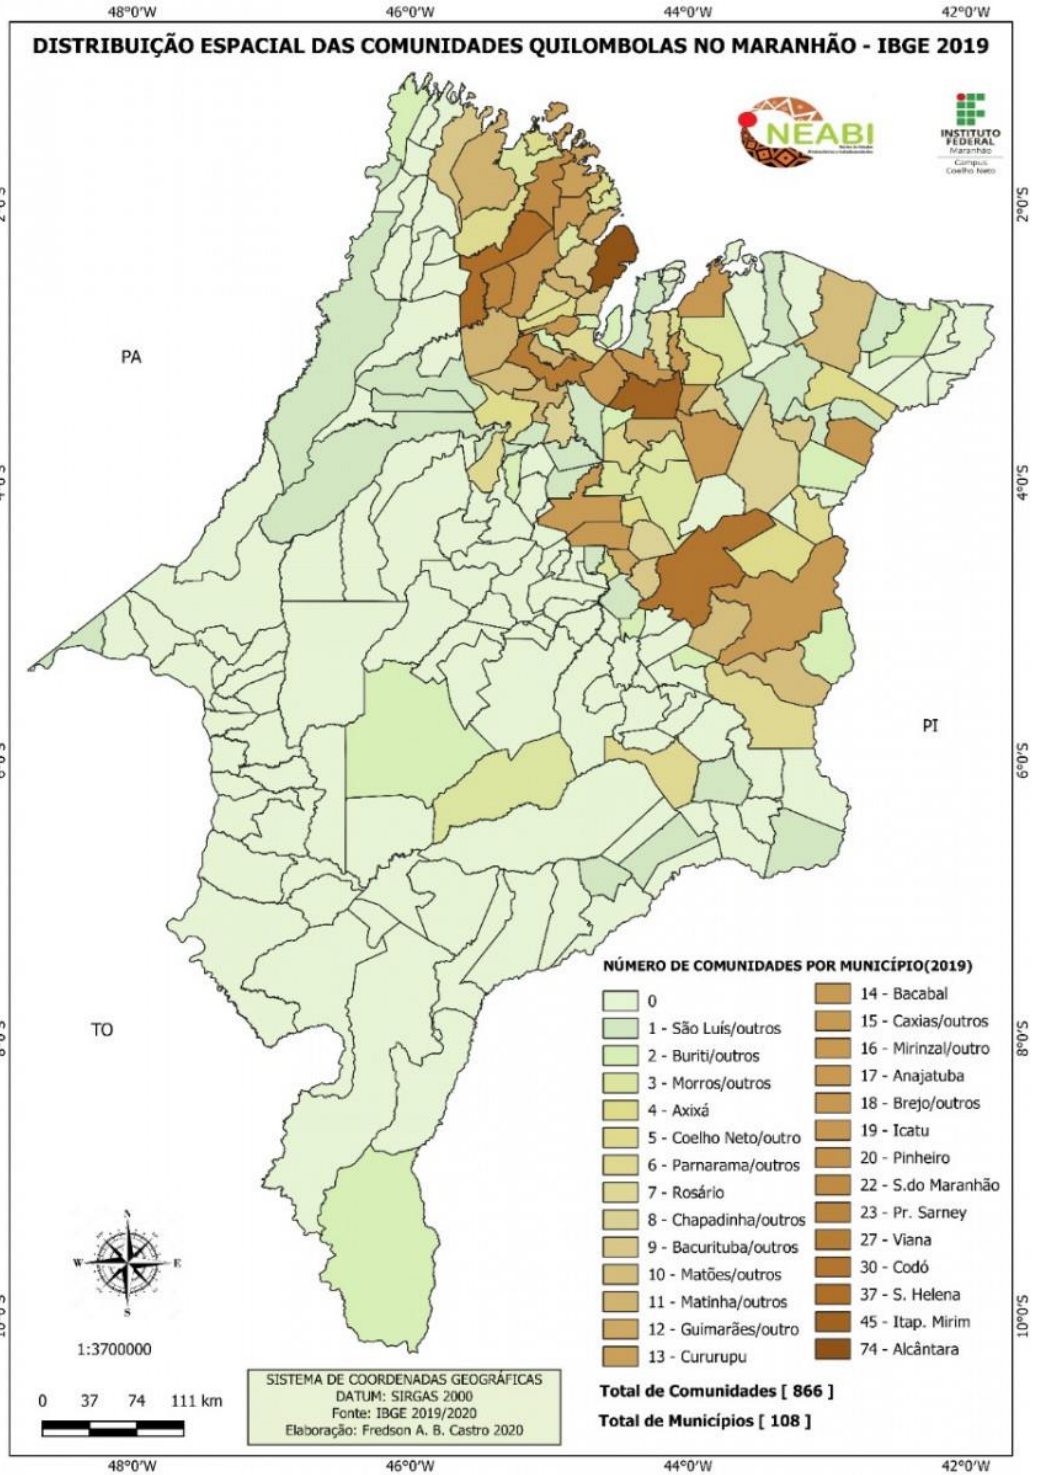 48°0'W 46°0'W 44°0'W 42°0'W
DISTRIBUIÇÃO ESPACIAL DAS COMUNIDADES QUILOMBOLAS NO MARANHÃO - IBGE 2019
NEABI
INSTITUTO
FEDERAL
Maranhão
Campus
Coelho Neto
2°0'S
PA
4°0'S
PI
6°0'S
TO
8°0'S
10°0'S
NÚMERO DE COMUNIDADES POR MUNICÍPIO(2019)
0
1 - São Luís/outros
2 - Buriti/outros
3 - Morros/outros
4 - Axixá
5 - Coelho Neto/outro
6 - Parnarama/outros
7 - Rosário
8 - Chapadinha/outros
9 - Bacurituba/outros
10 - Matões/outros
11 - Matinha/outros
12 - Guimarães/outro
13 - Cururupu
14 - Bacabal
15 - Caxias/outros
16 - Mirinzal/outro
17 - Anajatuba
18 - Brejo/outros
19 - Icatu
20 - Pinheiro
22 - S.do Maranhão
23 - Pr. Sarney
27 - Viana
30 - Codó
37 - S. Helena
45 - Itap. Mirim
74 - Alcântara
Total de Comunidades [ 866 ]
Total de Municípios [ 108 ]
N
W E
S
1:3700000
0 37 74 111 km
SISTEMA DE COORDENADAS GEOGRÁFICAS
DATUM: SIRGAS 2000
Fonte: IBGE 2019/2020
Elaboração: Fredson A. B. Castro 2020
48°0'W 46°0'W 44°0'W 42°0'W